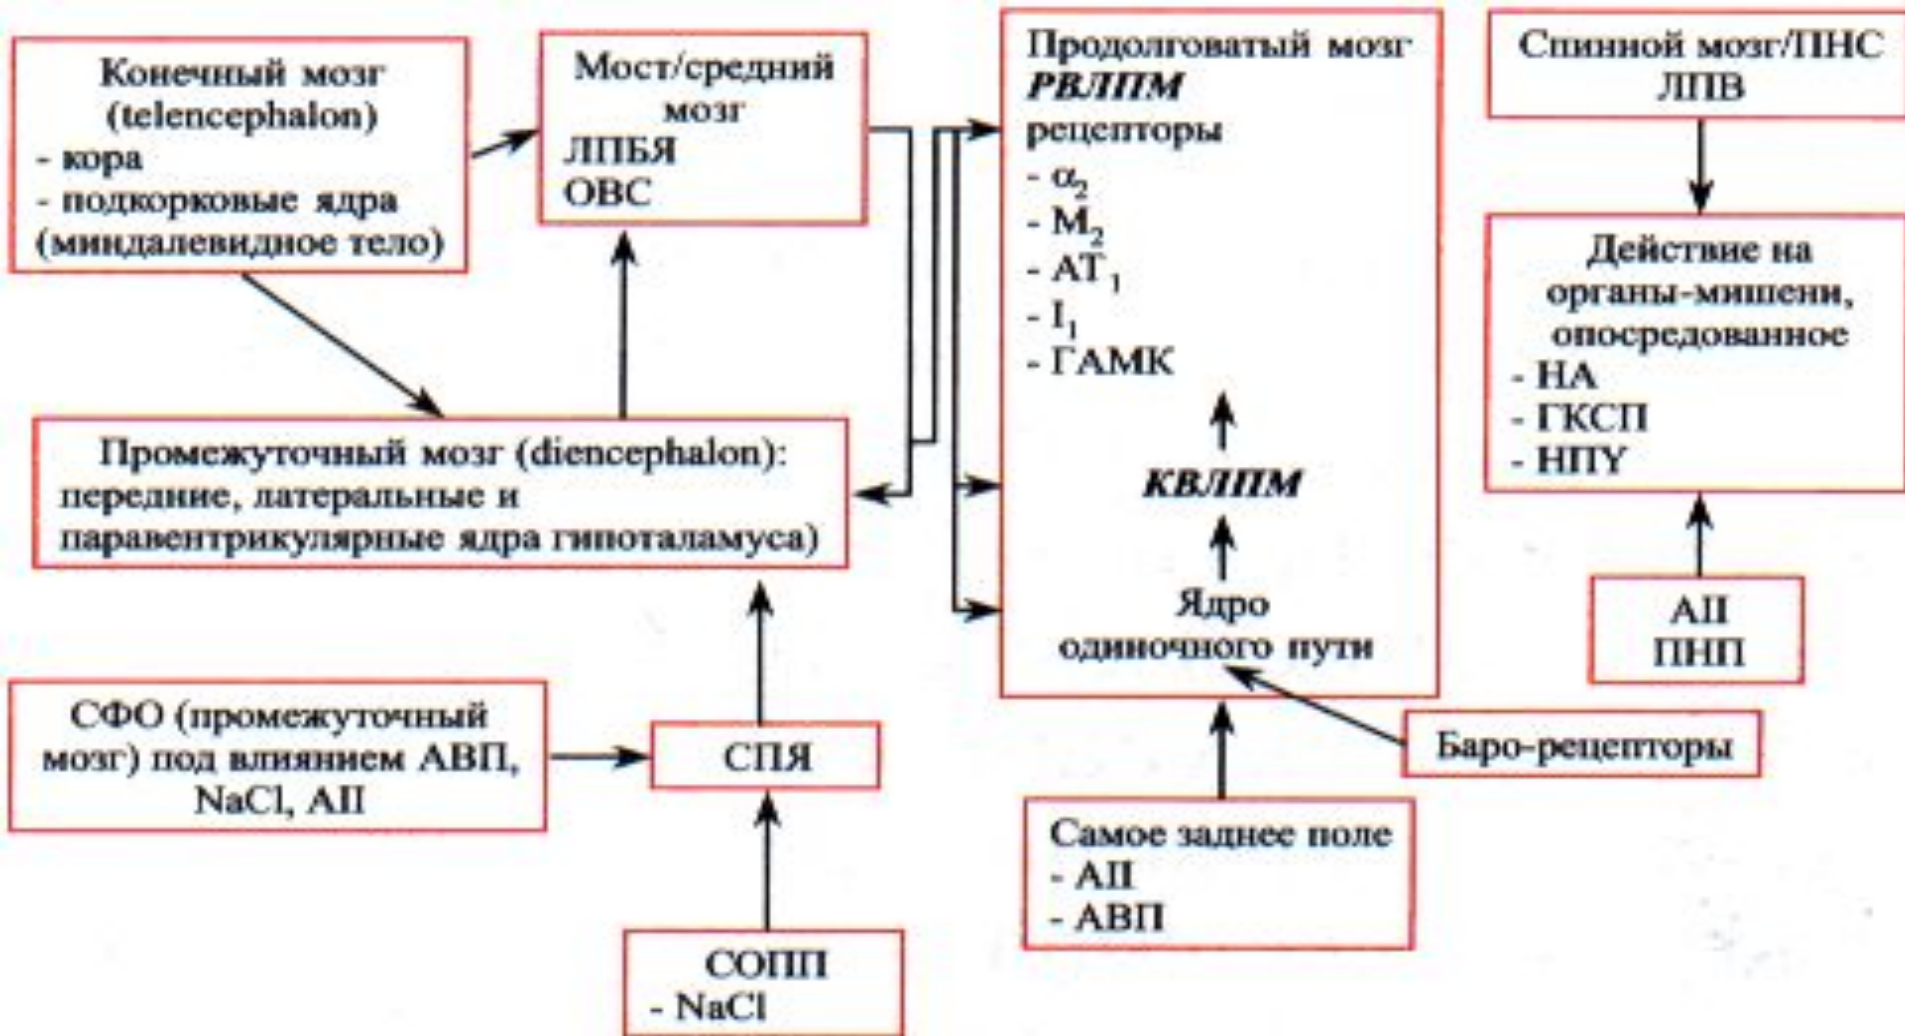 Конечный мозг
(telencephalon)
- кора
- подкорковые ядра
(миндалевидное тело)
Мост/средний
мозг
ЛПБЯ
ОВС
Продолговатый мозг
РВЛПМ
рецепторы
- α₂
- М₂
- АТ₁
- I₁
- ГАМК
КВЛПМ
Ядро
одиночного пути
Спинной мозг/ПНС
ЛПВ
Действие на
органы-мишени,
опосредованное
- НА
- ГКСП
- НПY
АII
ПНП
Промежуточный мозг (diencephalon):
передние, латеральные и
паравентрикулярные ядра гипоталамуса)
СФО (промежуточный
мозг) под влиянием АВП,
NaCl, АII
СПЯ
СОПП
- NaCl
Самое заднее поле
- АII
- АВП
Баро-рецепторы